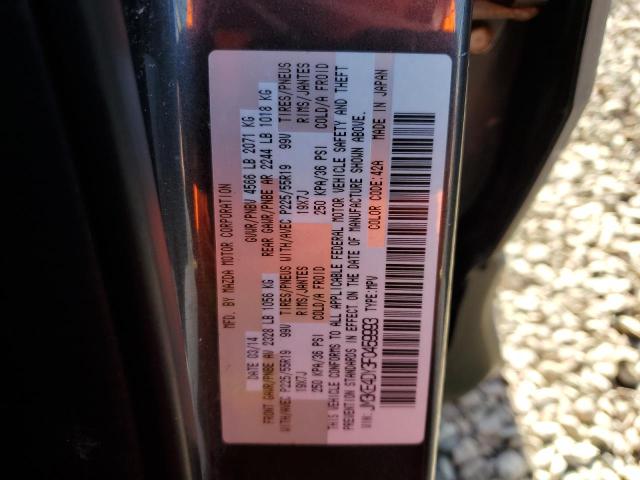 MFD. BY MAZDA MOTOR CORPORATION
DATE 03/14 GVWR/PNBV 4566 LB 2071 KG
FRONT GAWR/PNBE AV 2328 LB 1056 KG REAR GAWR/PNBE AR 2244 LB 1018 KG
WITH/AVEC P225/55R19 99V TIRES/PNEUS WITH/AVEC P225/55R19 99V TIRES/PNEUS
19X7J RIMS/JANTES 19X7J RIMS/JANTES
250 KPA/36 PSI COLD/A FROID 250 KPA/36 PSI COLD/A FROID
THIS VEHICLE CONFORMS TO ALL APPLICABLE FEDERAL MOTOR VEHICLE SAFETY AND THEFT
PREVENTION STANDARDS IN EFFECT ON THE DATE OF MANUFACTURE SHOWN ABOVE.
VIN: JM3KE4DY3F0459993 TYPE:MPV COLOR CODE:42A MADE IN JAPAN